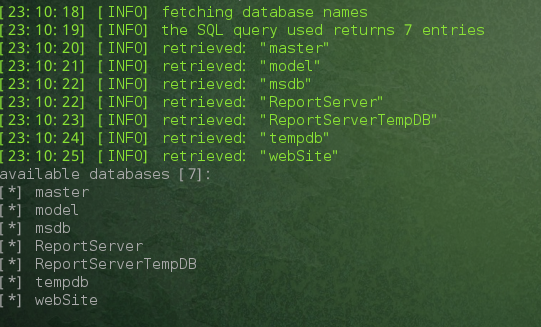 [23:10:18] [INFO] fetching database names
[23:10:19] [INFO] the SQL query used returns 7 entries
[23:10:20] [INFO] retrieved: "master"
[23:10:21] [INFO] retrieved: "model"
[23:10:22] [INFO] retrieved: "msdb"
[23:10:22] [INFO] retrieved: "ReportServer"
[23:10:23] [INFO] retrieved: "ReportServerTempDB"
[23:10:24] [INFO] retrieved: "tempdb"
[23:10:25] [INFO] retrieved: "webSite"
available databases [7]:
[*] master
[*] model
[*] msdb
[*] ReportServer
[*] ReportServerTempDB
[*] tempdb
[*] webSite